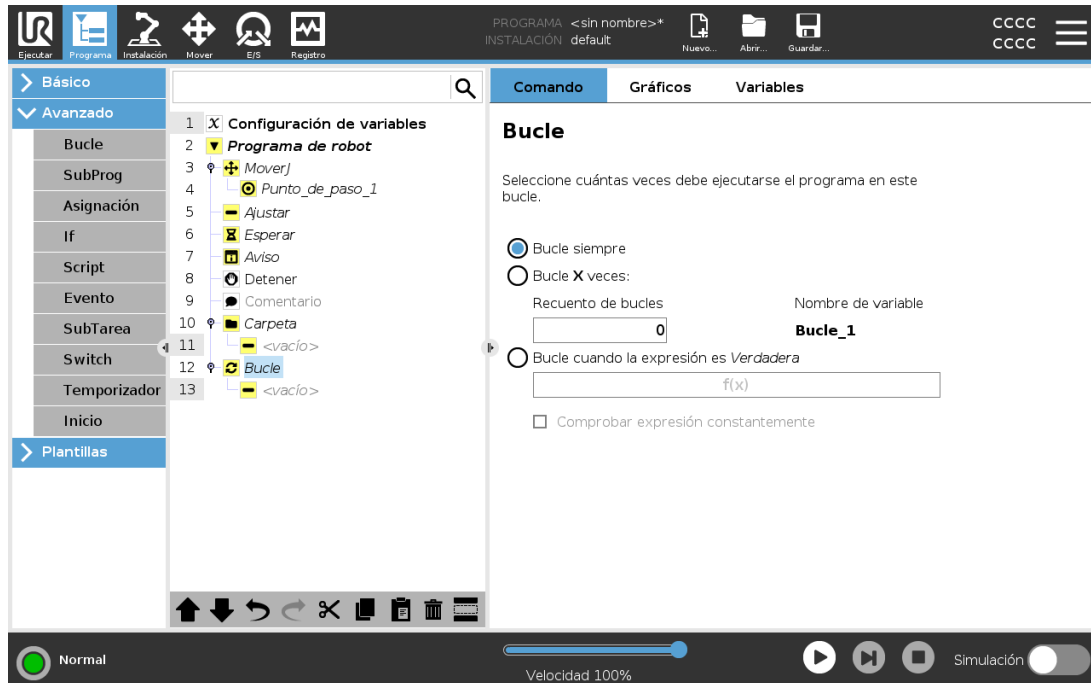 PROGRAMA <sin nombre>*
INSTALACIÓN default
CCCC
CCCC
Ejecutar Programa Instalación Mover E/S Registro Nuevo... Abrir... Guardar...
Básico
Avanzado
Bucle
SubProg
Asignación
If
Script
Evento
SubTarea
Switch
Temporizador
Inicio
Plantillas
1 X Configuración de variables
2 Programa de robot
3 MoverJ
4 Punto_de_paso_1
5 Ajustar
6 Esperar
7 Aviso
8 Detener
9 Comentario
10 Carpeta
11 <vacío>
12 Bucle
13 <vacío>
Comando Gráficos Variables
Bucle
Seleccione cuántas veces debe ejecutarse el programa en este
bucle.
Bucle siempre
Bucle X veces:
Recuento de bucles Nombre de variable
0 Bucle_1
Bucle cuando la expresión es Verdadera
f(x)
Comprobar expresión constantemente
Normal
Velocidad 100%
Simulación